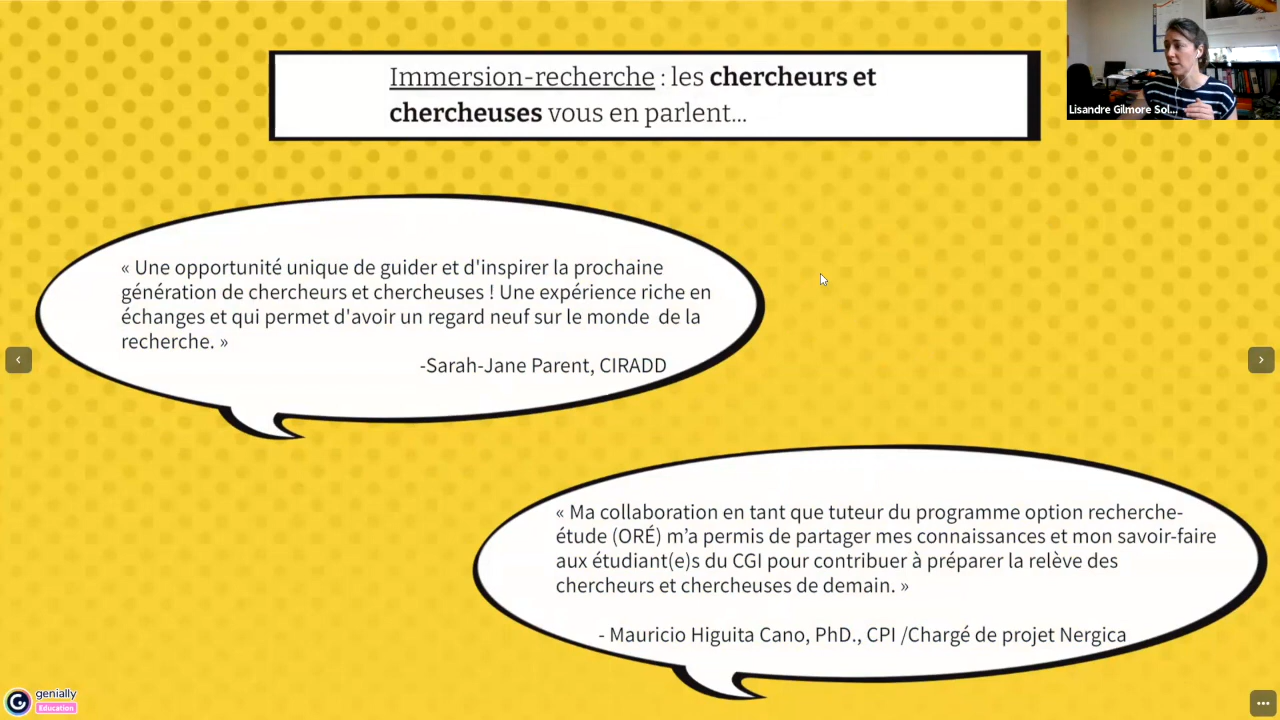 Immersion-recherche : les chercheurs et
chercheuses vous en parlent...
Lisandre Gilmore Sol...
« Une opportunité unique de guider et d'inspirer la prochaine
génération de chercheurs et chercheuses ! Une expérience riche en
échanges et qui permet d'avoir un regard neuf sur le monde de la
recherche. »
-Sarah-Jane Parent, CIRADD
« Ma collaboration en tant que tuteur du programme option recherche-
étude (ORÉ) m'a permis de partager mes connaissances et mon savoir-faire
aux étudiant(e)s du CGI pour contribuer à préparer la relève des
chercheurs et chercheuses de demain. »
- Mauricio Higuita Cano, PhD., CPI /Chargé de projet Nergica
genially
Education